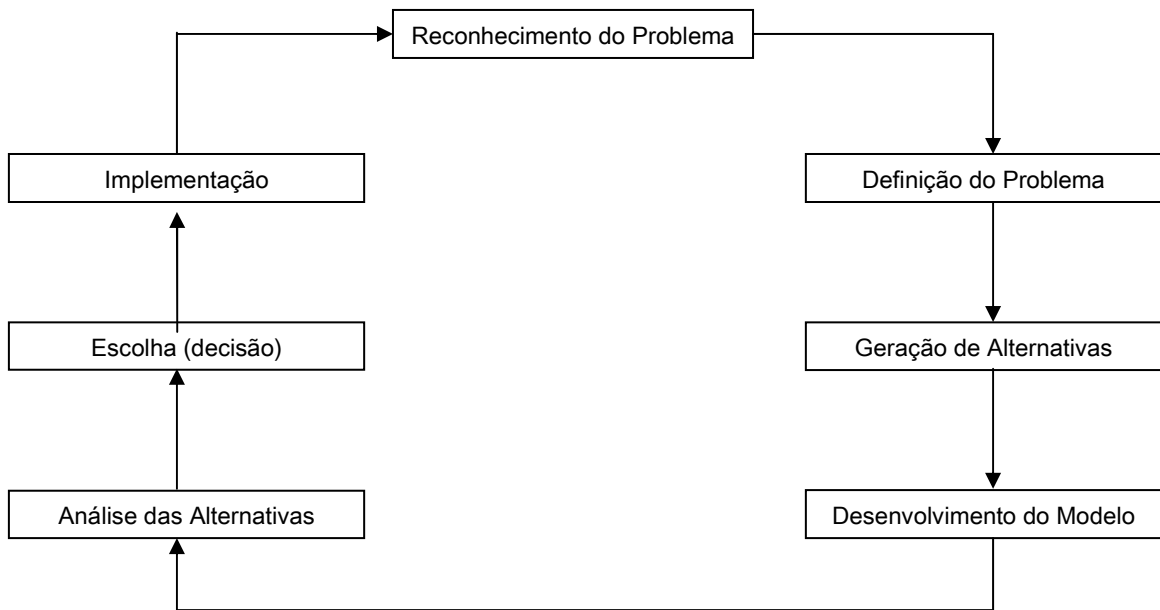 Reconhecimento do Problema
Implementação
Definição do Problema
Escolha (decisão)
Geração de Alternativas
Análise das Alternativas
Desenvolvimento do Modelo